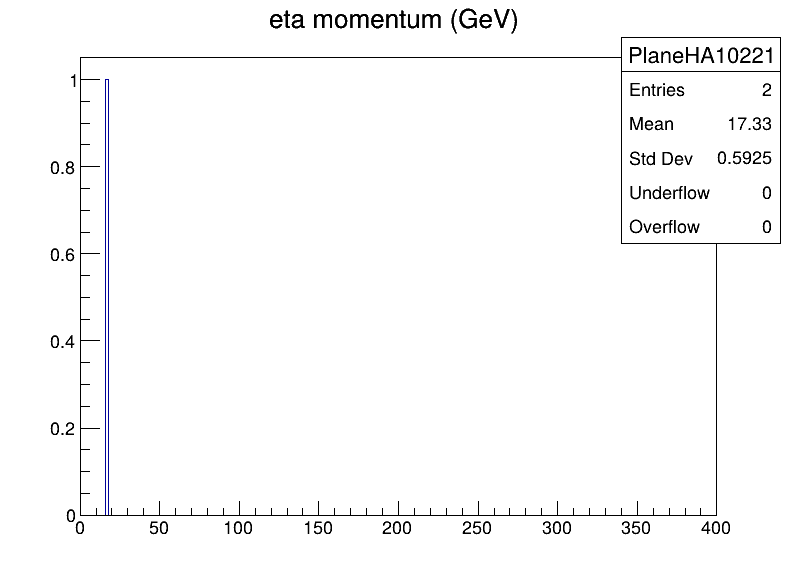 eta momentum (GeV)
PlaneHA10221
Entries 2
Mean 17.33
Std Dev 0.5925
Underflow 0
Overflow 0
1
0.8
0.6
0.4
0.2
0
0 50 100 150 200 250 300 350 400